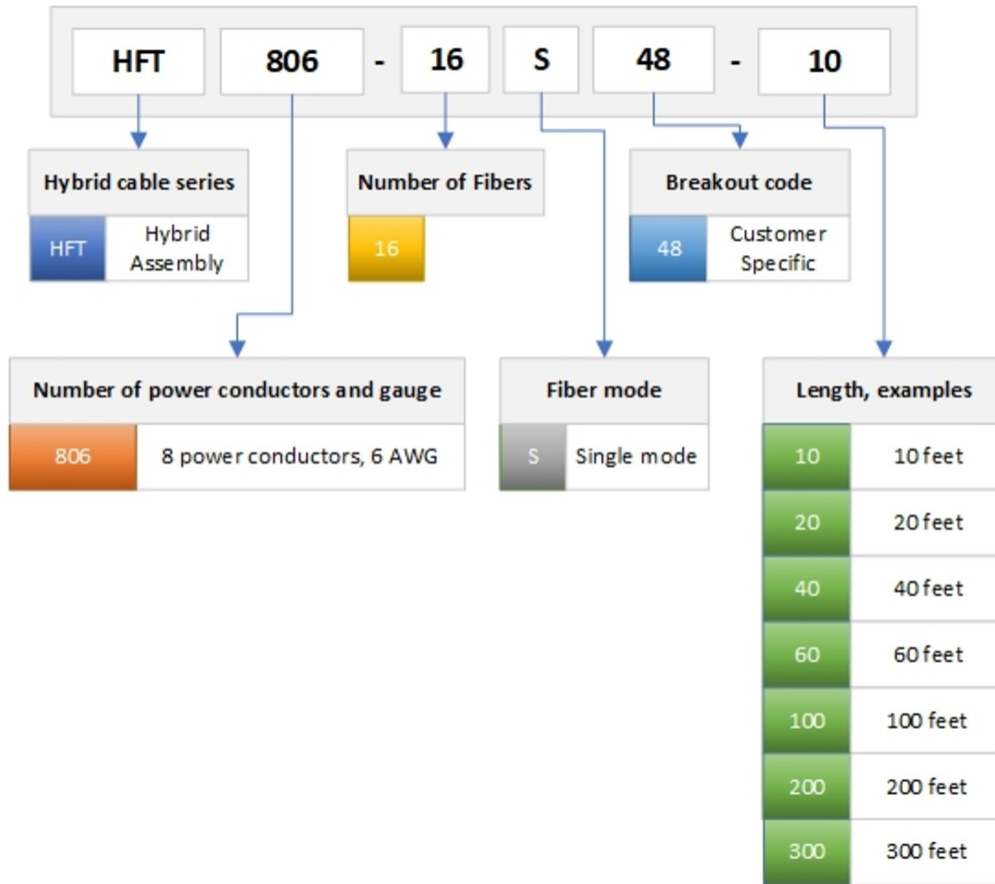 HFT 806 - 16 S 48 - 10
Hybrid cable series
HFT Hybrid
Assembly
Number of Fibers
16
Breakout code
48 Customer
Specific
Number of power conductors and gauge
806 8 power conductors, 6 AWG
Fiber mode
S Single mode
Length, examples
10 10 feet
20 20 feet
40 40 feet
60 60 feet
100 100 feet
200 200 feet
300 300 feet